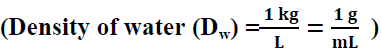 (Density of water (Dw) = 1 kg / L = 1 g / mL )